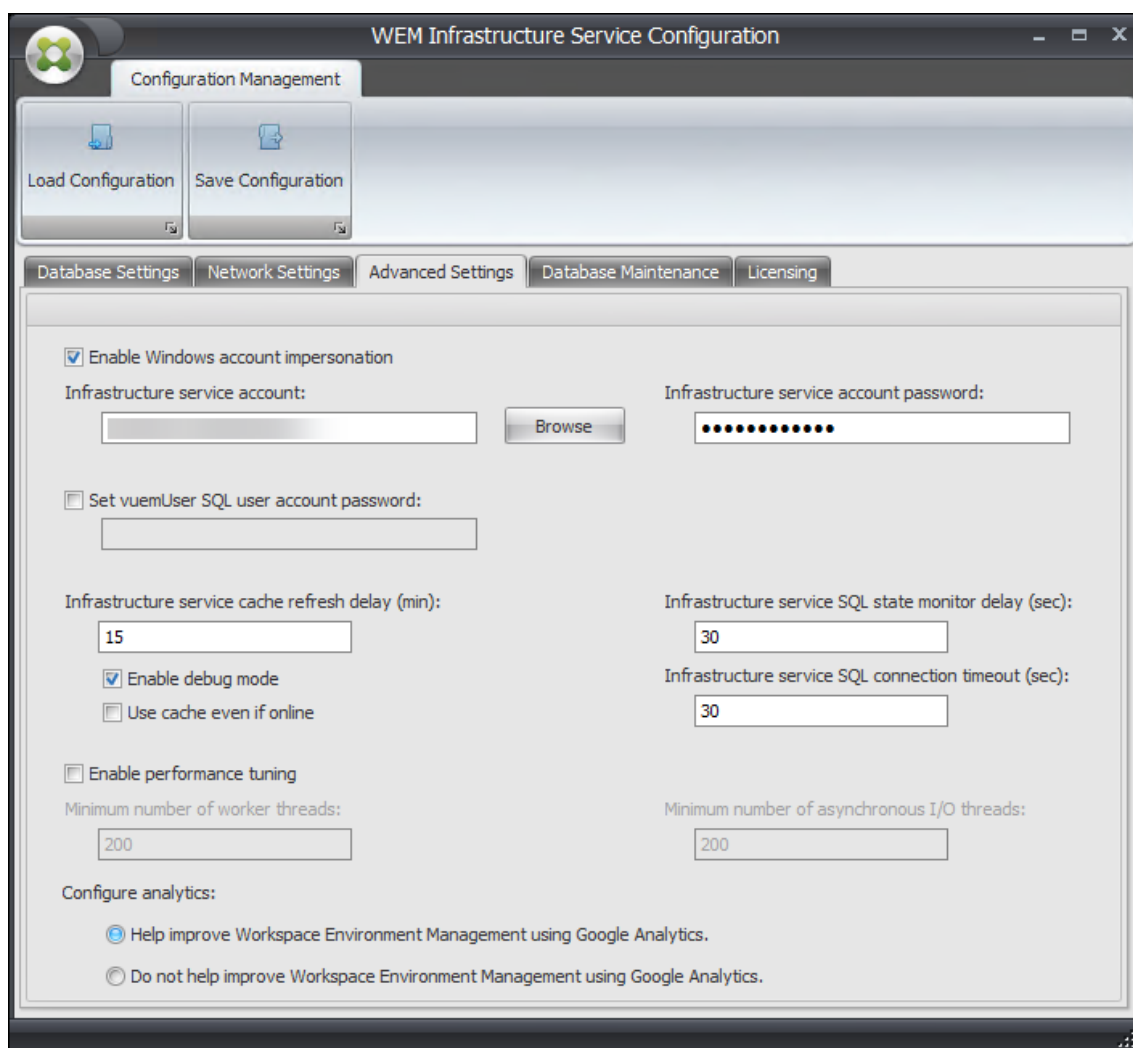 WEM Infrastructure Service Configuration
Configuration Management
Load Configuration
Save Configuration
Database Settings
Network Settings
Advanced Settings
Database Maintenance
Licensing
Enable Windows account impersonation
Infrastructure service account:
Infrastructure service account password:
Browse
••••••••••••
Set vuemUser SQL user account password:
Infrastructure service cache refresh delay (min):
Infrastructure service SQL state monitor delay (sec):
15
30
Enable debug mode
Infrastructure service SQL connection timeout (sec):
Use cache even if online
30
Enable performance tuning
Minimum number of worker threads:
Minimum number of asynchronous I/O threads:
200
200
Configure analytics:
Help improve Workspace Environment Management using Google Analytics.
Do not help improve Workspace Environment Management using Google Analytics.